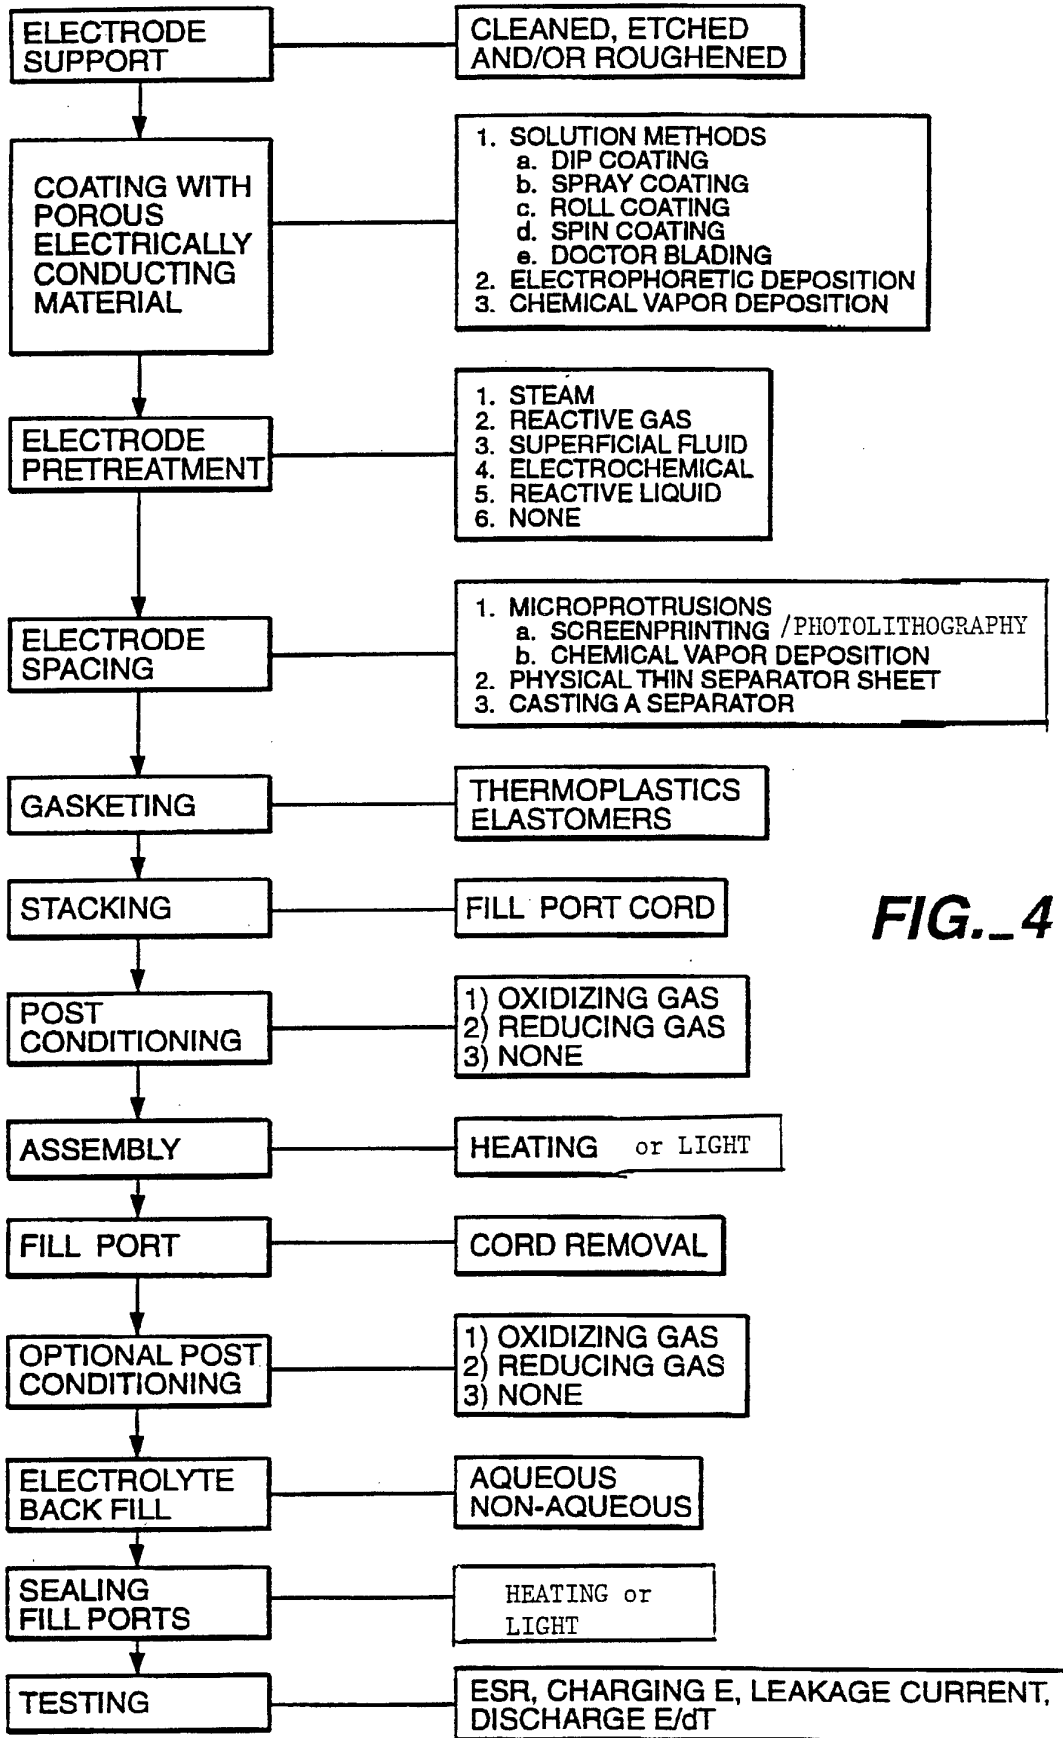 ELECTRODE
SUPPORT
CLEANED, ETCHED
AND/OR ROUGHENED
COATING WITH
POROUS
ELECTRICALLY
CONDUCTING
MATERIAL
1. SOLUTION METHODS
a. DIP COATING
b. SPRAY COATING
c. ROLL COATING
d. SPIN COATING
e. DOCTOR BLADING
2. ELECTROPHORETIC DEPOSITION
3. CHEMICAL VAPOR DEPOSITION
ELECTRODE
PRETREATMENT
1. STEAM
2. REACTIVE GAS
3. SUPERFICIAL FLUID
4. ELECTROCHEMICAL
5. REACTIVE LIQUID
6. NONE
ELECTRODE
SPACING
1. MICROPROTRUSIONS
a. SCREENPRINTING /PHOTOLITHOGRAPHY
b. CHEMICAL VAPOR DEPOSITION
2. PHYSICAL THIN SEPARATOR SHEET
3. CASTING A SEPARATOR
GASKETING
THERMOPLASTICS
ELASTOMERS
STACKING
FILL PORT CORD
FIG._4
POST
CONDITIONING
1) OXIDIZING GAS
2) REDUCING GAS
3) NONE
ASSEMBLY
HEATING or LIGHT
FILL PORT
CORD REMOVAL
OPTIONAL POST
CONDITIONING
1) OXIDIZING GAS
2) REDUCING GAS
3) NONE
ELECTROLYTE
BACK FILL
AQUEOUS
NON-AQUEOUS
SEALING
FILL PORTS
HEATING or
LIGHT
TESTING
ESR, CHARGING E, LEAKAGE CURRENT,
DISCHARGE E/dT